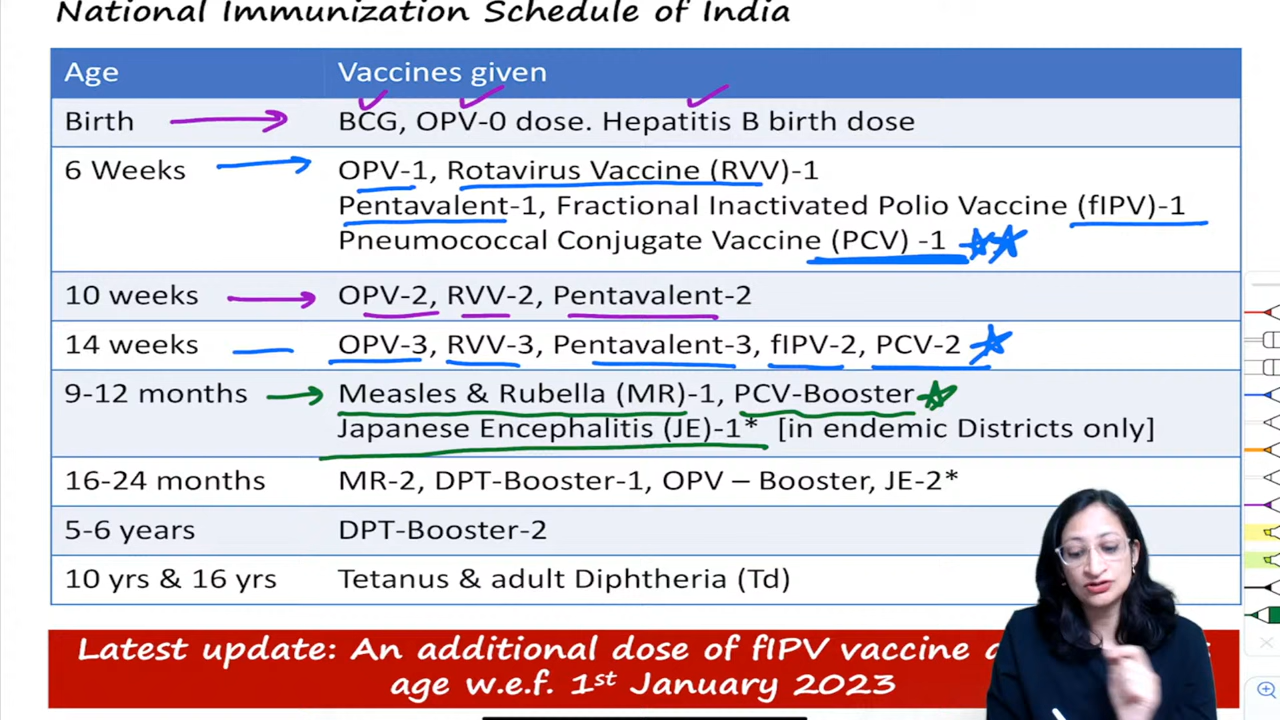 National Immunization Schedule of India
Age Vaccines given
Birth BCG, OPV-0 dose. Hepatitis B birth dose
6 Weeks OPV-1, Rotavirus Vaccine (RVV)-1
Pentavalent-1, Fractional Inactivated Polio Vaccine (fIPV)-1
Pneumococcal Conjugate Vaccine (PCV) -1
10 weeks OPV-2, RVV-2, Pentavalent-2
14 weeks OPV-3, RVV-3, Pentavalent-3, fIPV-2, PCV-2
9-12 months Measles & Rubella (MR)-1, PCV-Booster
Japanese Encephalitis (JE)-1* [in endemic Districts only]
16-24 months MR-2, DPT-Booster-1, OPV – Booster, JE-2*
5-6 years DPT-Booster-2
10 yrs & 16 yrs Tetanus & adult Diphtheria (Td)
Latest update: An additional dose of fIPV vaccine
age w.e.f. 1st January 2023